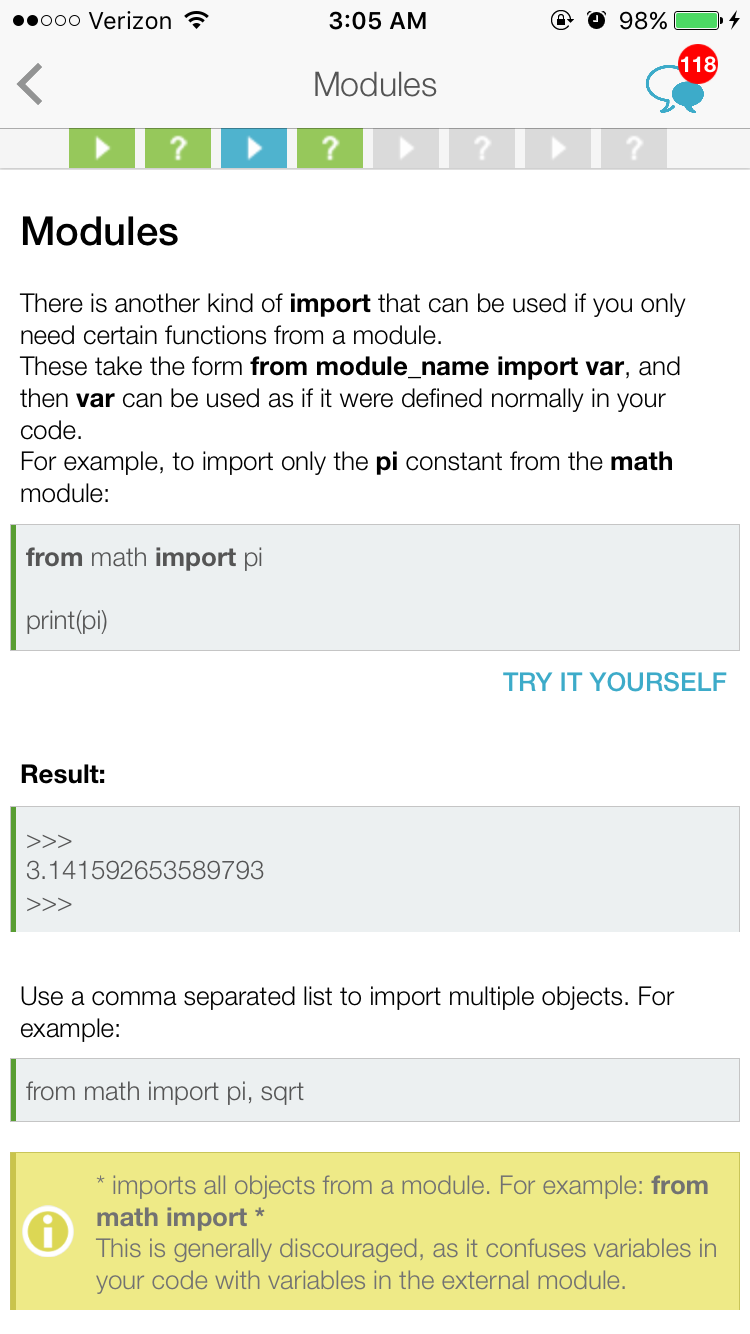 Verizon 3:05 AM 98%
Modules 118
? ? ? ?
Modules
There is another kind of import that can be used if you only
need certain functions from a module.
These take the form from module_name import var, and
then var can be used as if it were defined normally in your
code.
For example, to import only the pi constant from the math
module:
from math import pi
print(pi)
TRY IT YOURSELF
Result:
>>>
3.141592653589793
>>>
Use a comma separated list to import multiple objects. For
example:
from math import pi, sqrt
* imports all objects from a module. For example: from
math import *
This is generally discouraged, as it confuses variables in
your code with variables in the external module.